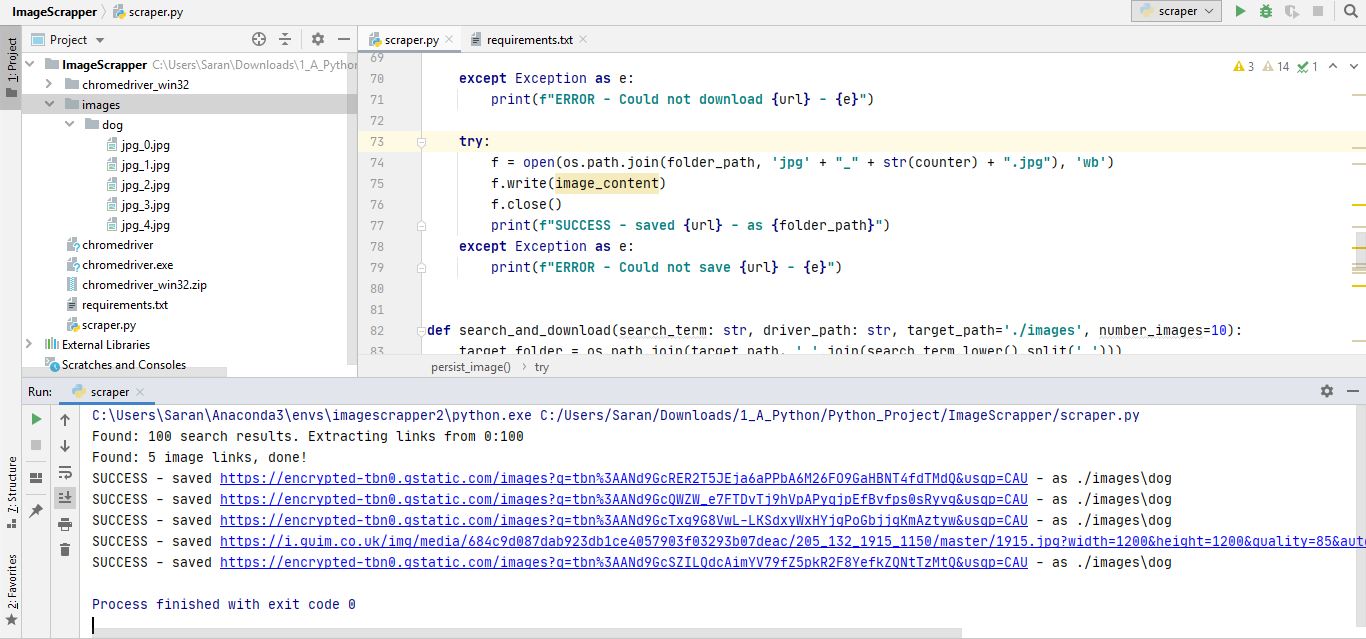 ImageScrapper scraper.py
scraper
1: Project
Project
ImageScrapper C:\Users\Saran\Downloads\1_A_Python
chromedriver_win32
images
dog
jpg_0.jpg
jpg_1.jpg
jpg_2.jpg
jpg_3.jpg
jpg_4.jpg
chromedriver
chromedriver.exe
chromedriver_win32.zip
requirements.txt
scraper.py
External Libraries
Scratches and Consoles
scraper.py requirements.txt
3 14 1
69
70 except Exception as e:
71 print(f"ERROR - Could not download {url} - {e}")
72
73 try:
74 f = open(os.path.join(folder_path, 'jpg' + "_" + str(counter) + ".jpg"), 'wb')
75 f.write(image_content)
76 f.close()
77 print(f"SUCCESS - saved {url} - as {folder_path}")
78 except Exception as e:
79 print(f"ERROR - Could not save {url} - {e}")
80
81
82 def search_and_download(search_term: str, driver_path: str, target_path='./images', number_images=10):
83 target_folder = os.path.join(target_path, '_'.join(search_term.lower().split(' ')))
persist_image() try
Run: scraper
7: Structure
2: Favorites
C:\Users\Saran\Anaconda3\envs\imagescrapper2\python.exe C:/Users/Saran/Downloads/1_A_Python/Python_Project/ImageScrapper/scraper.py
Found: 100 search results. Extracting links from 0:100
Found: 5 image links, done!
SUCCESS - saved https://encrypted-tbn0.gstatic.com/images?q=tbn%3AANd9GcRER2T5JEja6aPPbA6M26FO9GaHBNT4fdTMdQ&usqp=CAU - as ./images\dog
SUCCESS - saved https://encrypted-tbn0.gstatic.com/images?q=tbn%3AANd9GcQWZW_e7FTDvTj9hVpAPyqjpEfBvfps0sRyvg&usqp=CAU - as ./images\dog
SUCCESS - saved https://encrypted-tbn0.gstatic.com/images?q=tbn%3AANd9GcTxq9G8VwL-LKSdxyWxHYjgPoGbjjgKmAztyw&usqp=CAU - as ./images\dog
SUCCESS - saved https://i.guim.co.uk/img/media/684c9d087dab923db1ce4057903f03293b07deac/205_132_1915_1150/master/1915.jpg?width=1200&height=1200&quality=85&aut
SUCCESS - saved https://encrypted-tbn0.gstatic.com/images?q=tbn%3AANd9GcSZILQdcAimYV79fZ5pkR2F8YefkZQNtTzMtQ&usqp=CAU - as ./images\dog
Process finished with exit code 0